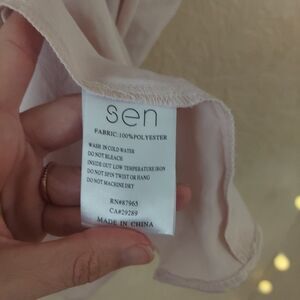 sen
FABRIC:100%POLYESTER
WASH IN COLD WATER
DO NOT BLEACH
INSIDE OUT LOW TEMPERATURE IRON
DO NOT SPIN TWIST OR HANG
DO NOT MACHINE DRY
RN#87965
CA#29289
MADE IN CHINA